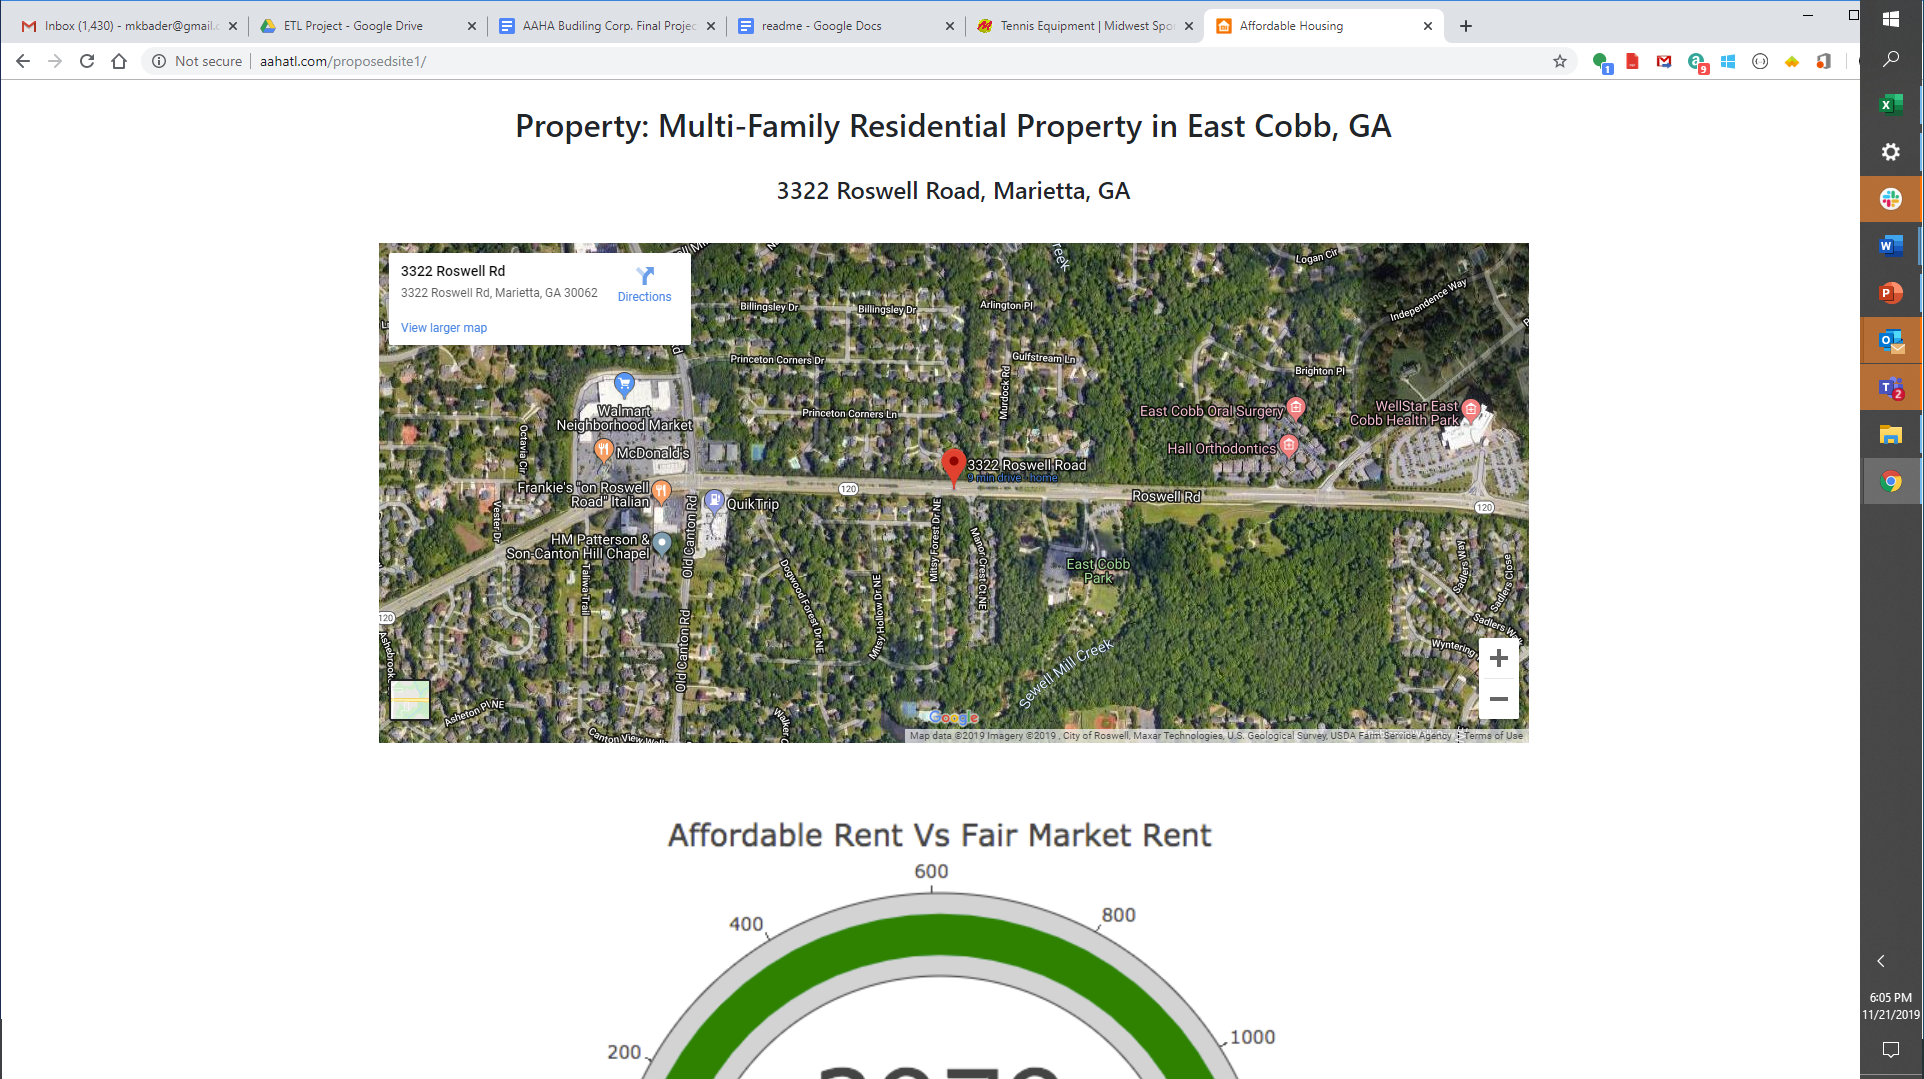 Inbox (1,430) - mkbader@gmail.c
ETL Project - Google Drive
AAHA Budiling Corp. Final Projec
readme - Google Docs
Tennis Equipment | Midwest Spor
Affordable Housing
Not secure
aahatl.com/proposedsite1/
1
9
Property: Multi-Family Residential Property in East Cobb, GA
3322 Roswell Road, Marietta, GA
3322 Roswell Rd
3322 Roswell Rd, Marietta, GA 30062
Directions
View larger map
Logan Cir
Independence Way
Billingsley Dr
Billingsley Dr
Arlington Pl
Princeton Corners Dr
Gulfstream Ln
Brighton Pl
Murdock Rd
Princeton Corners Ln
Walmart
Neighborhood Market
McDonald's
Octavia Cir
East Cobb Oral Surgery
WellStar East
Cobb Health Park
Hall Orthodontics
3322 Roswell Road
9 min drive - home
Frankie's "on Roswell
Road" Italian
QuikTrip
120
Roswell Rd
120
Vester Dr
HM Patterson &
Son-Canton Hill Chapel
Old Canton Rd
Mitsy Forest Dr NE
Manor Crest Ct NE
East Cobb
Park
Dogwood Forest Dr NE
Mitsy Hollow Dr NE
Taliwa Trail
Sadlers Way
Sadlers Close
Sadlers Walk
120
Ashebrook
Old Canton Rd
Sewell Mill Creek
Wyntering
Asheton Pl NE
Canton View Walk
Walker
Google
Map data ©2019 Imagery ©2019 , City of Roswell, Maxar Technologies, U.S. Geological Survey, USDA Farm Service Agency
Terms of Use
Affordable Rent Vs Fair Market Rent
600
400
800
200
1000
2
6:05 PM
11/21/2019